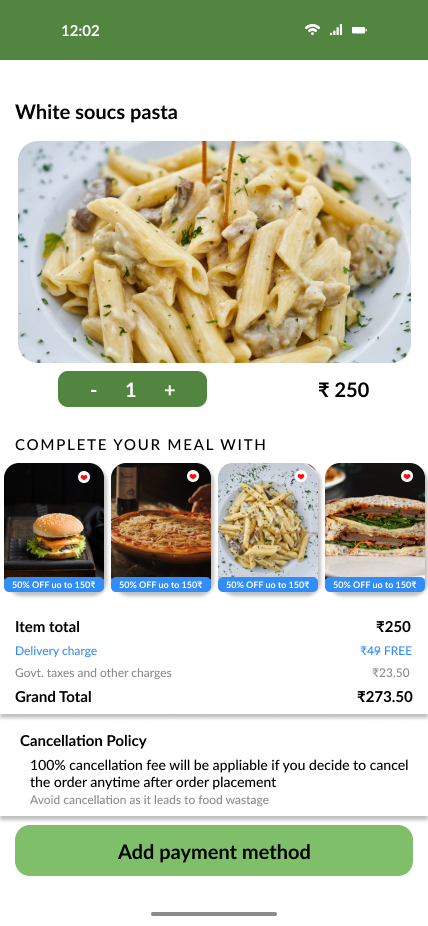 12:02
White soucs pasta
- 1 +
₹ 250
COMPLETE YOUR MEAL WITH
50% OFF uo to 150₹
50% OFF uo to 150₹
50% OFF uo to 150₹
50% OFF uo to 150₹
Item total ₹250
Delivery charge ₹49 FREE
Govt. taxes and other charges ₹23.50
Grand Total ₹273.50
Cancellation Policy
100% cancellation fee will be appliable if you decide to cancel
the order anytime after order placement
Avoid cancellation as it leads to food wastage
Add payment method